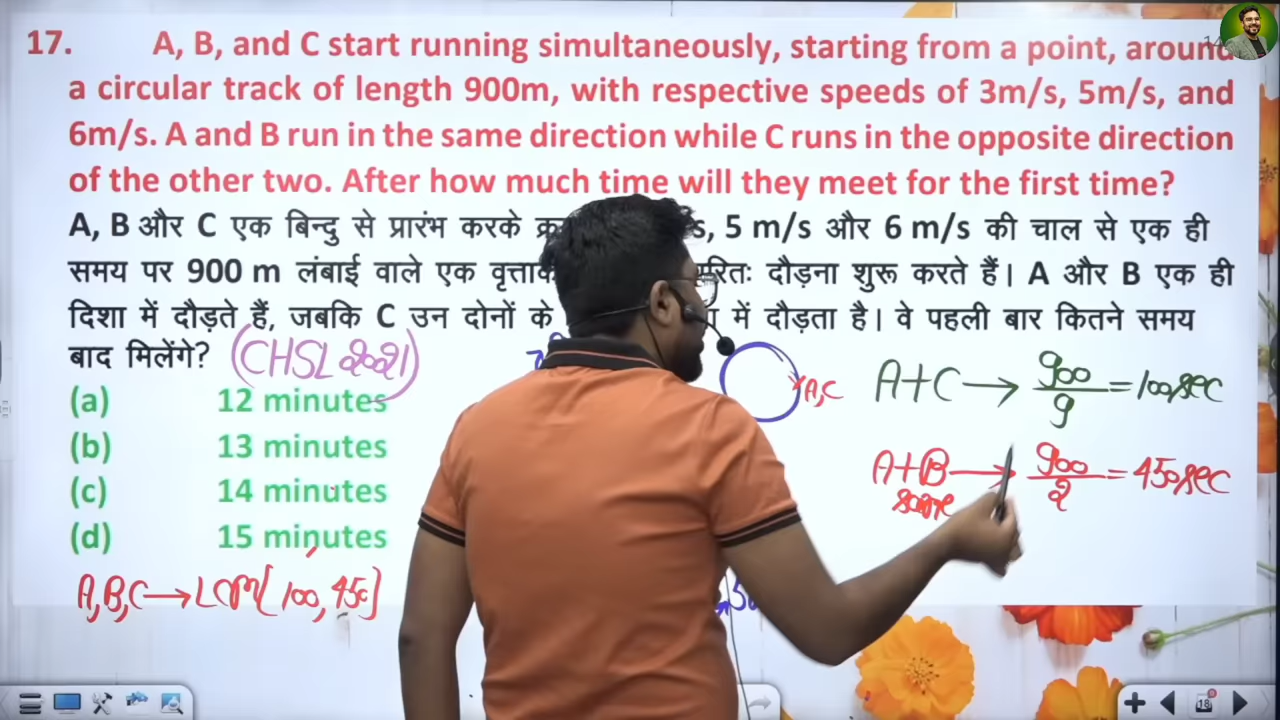 17. A, B, and C start running simultaneously, starting from a point, around
a circular track of length 900m, with respective speeds of 3m/s, 5m/s, and
6m/s. A and B run in the same direction while C runs in the opposite direction
of the other two. After how much time will they meet for the first time?
A, B और C एक बिन्दु से प्रारंभ करके s, 5 m/s और 6 m/s की चाल से एक ही
समय पर 900 m लंबाई वाले एक दौड़ना शुरू करते हैं। A और B एक ही
दिशा में दौड़ते हैं, जबकि C उन दोनों के में दौड़ता है। वे पहली बार कितने समय
बाद मिलेंगे? (CHSL 2021)
(a) 12 minutes
(b) 13 minutes
(c) 14 minutes
(d) 15 minutes
A,B,C→LCM[100,450]
A,C
A+C→900/9=100sec
A+B→900/2=450sec
same
18